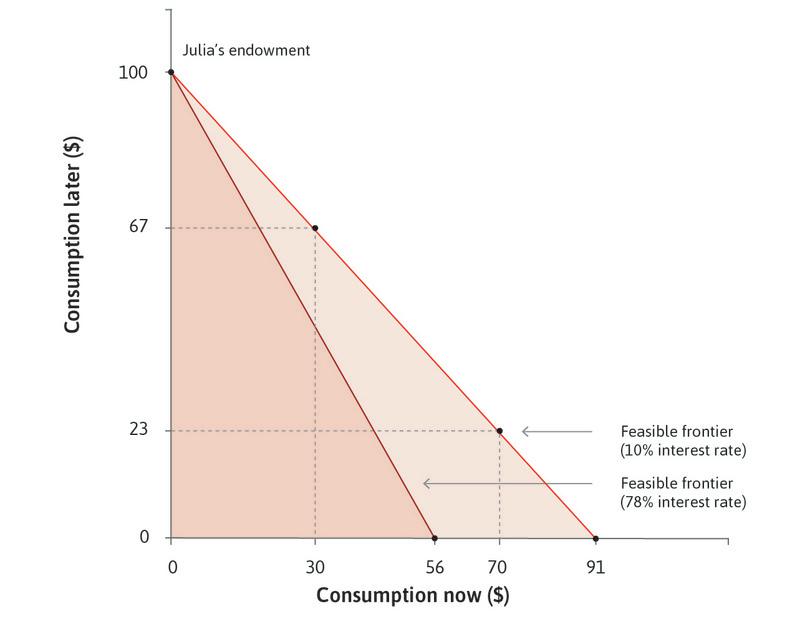 Julia’s endowment
100
67
23
0
Consumption later ($)
Feasible frontier
(10% interest rate)
Feasible frontier
(78% interest rate)
0
30
56
70
91
Consumption now ($)